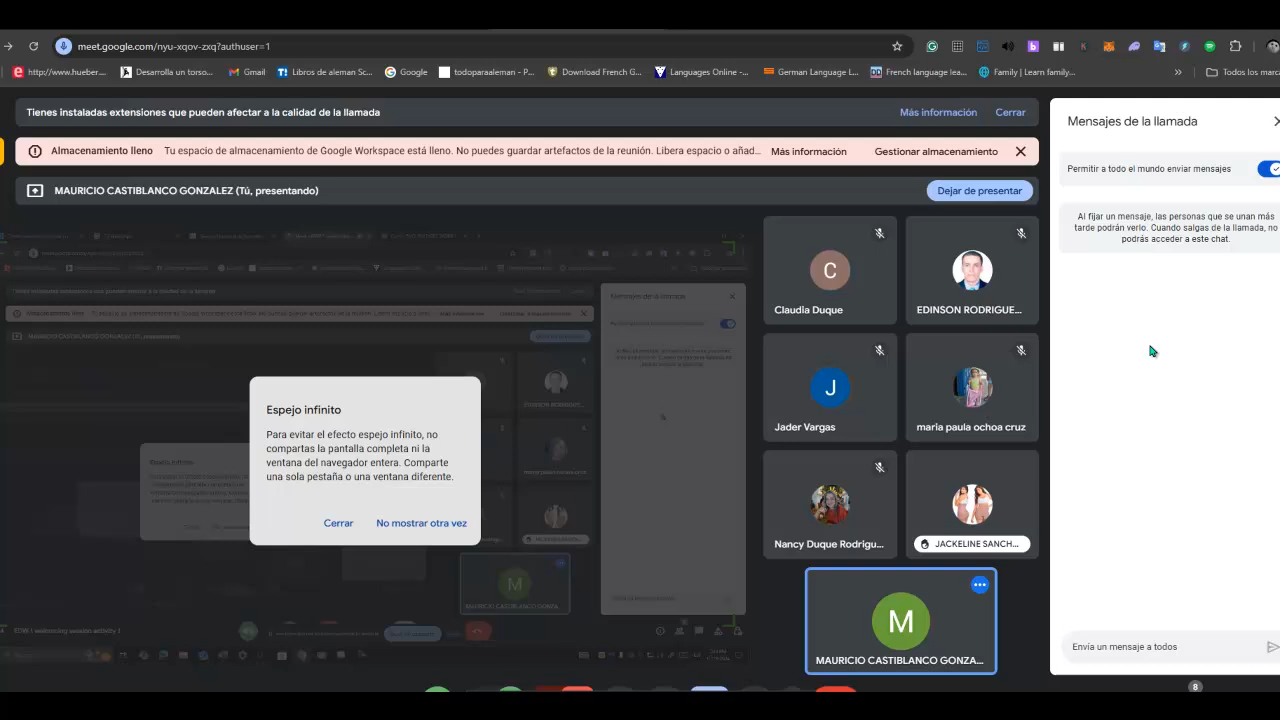 meet.google.com/nyu-xqov-zxq?authuser=1
http://www.hueber....
Desarrolla un torso...
Gmail
Libros de aleman Sc...
Google
todoparaaleman - P...
Download French G...
Languages Online -...
German Language L...
French language lea...
Family | Learn family...
Todos los marc
Tienes instaladas extensiones que pueden afectar a la calidad de la llamada
Más información
Cerrar
Almacenamiento lleno
Tu espacio de almacenamiento de Google Workspace está lleno. No puedes guardar artefactos de la reunión. Libera espacio o añad...
Más información
Gestionar almacenamiento
MAURICIO CASTIBLANCO GONZALEZ (Tú, presentando)
Dejar de presentar
Mensajes de la llamada
Permitir a todo el mundo enviar mensajes
Al fijar un mensaje, las personas que se unan más
tarde podrán verlo. Cuando salgas de la llamada, no
podrás acceder a este chat.
Mensajes de la llamada
Espejo infinito
Para evitar el efecto espejo infinito, no
compartas la pantalla completa ni la
ventana del navegador entera. Comparte
una sola pestaña o una ventana diferente.
Cerrar
No mostrar otra vez
C
Claudia Duque
EDINSON RODRIGUE...
J
Jader Vargas
maria paula ochoa cruz
Nancy Duque Rodrigu...
JACKELINE SANCH...
M
MAURICIO CASTIBLANCO GONZA...
M
MAURICIO CASTIBLANCO GONZA...
Envía un mensaje a todos
8